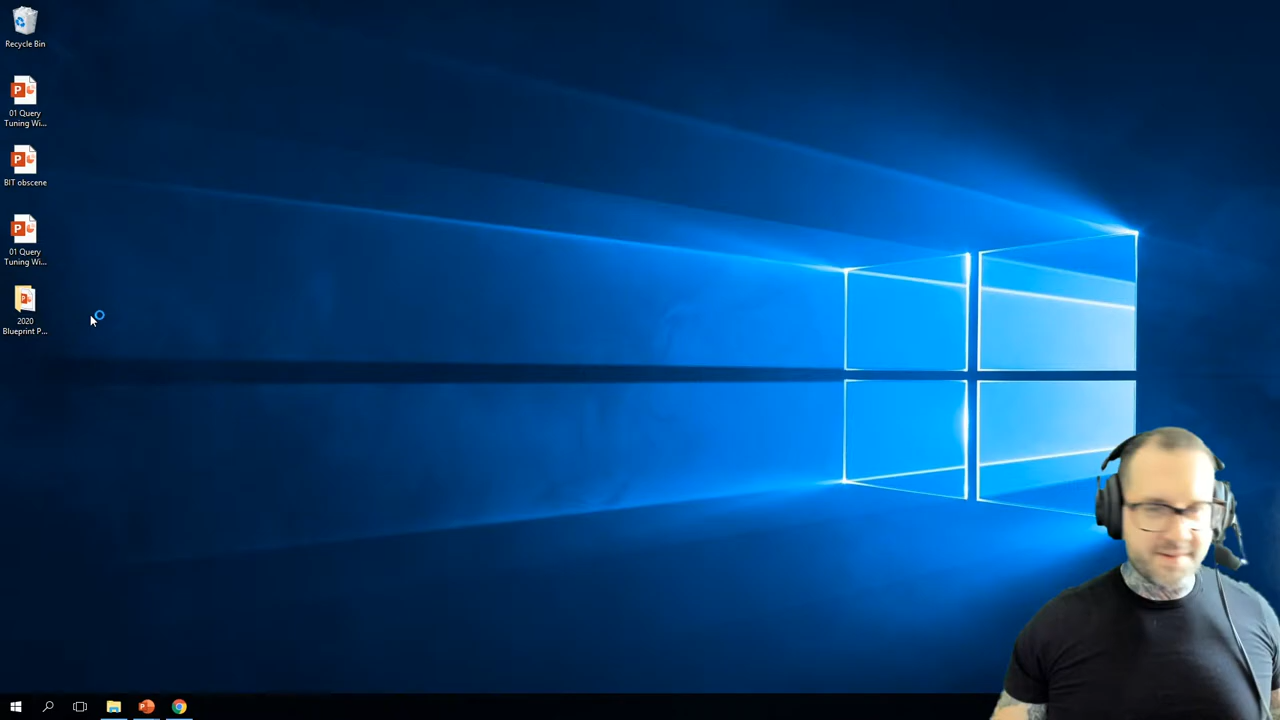 Recycle Bin
01 Query
Tuning Wi...
BIT obscene
01 Query
Tuning Wi...
2020
Blueprint P...